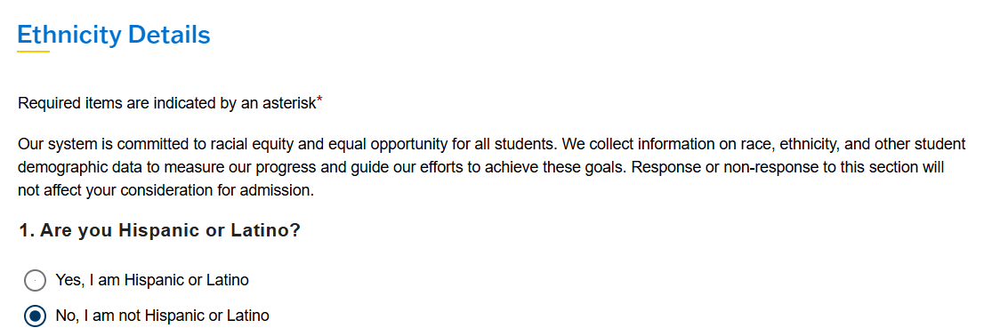 Ethnicity Details
Required items are indicated by an asterisk*
Our system is committed to racial equity and equal opportunity for all students. We collect information on race, ethnicity, and other student
demographic data to measure our progress and guide our efforts to achieve these goals. Response or non-response to this section will
not affect your consideration for admission.
1. Are you Hispanic or Latino?
Yes, I am Hispanic or Latino
No, I am not Hispanic or Latino